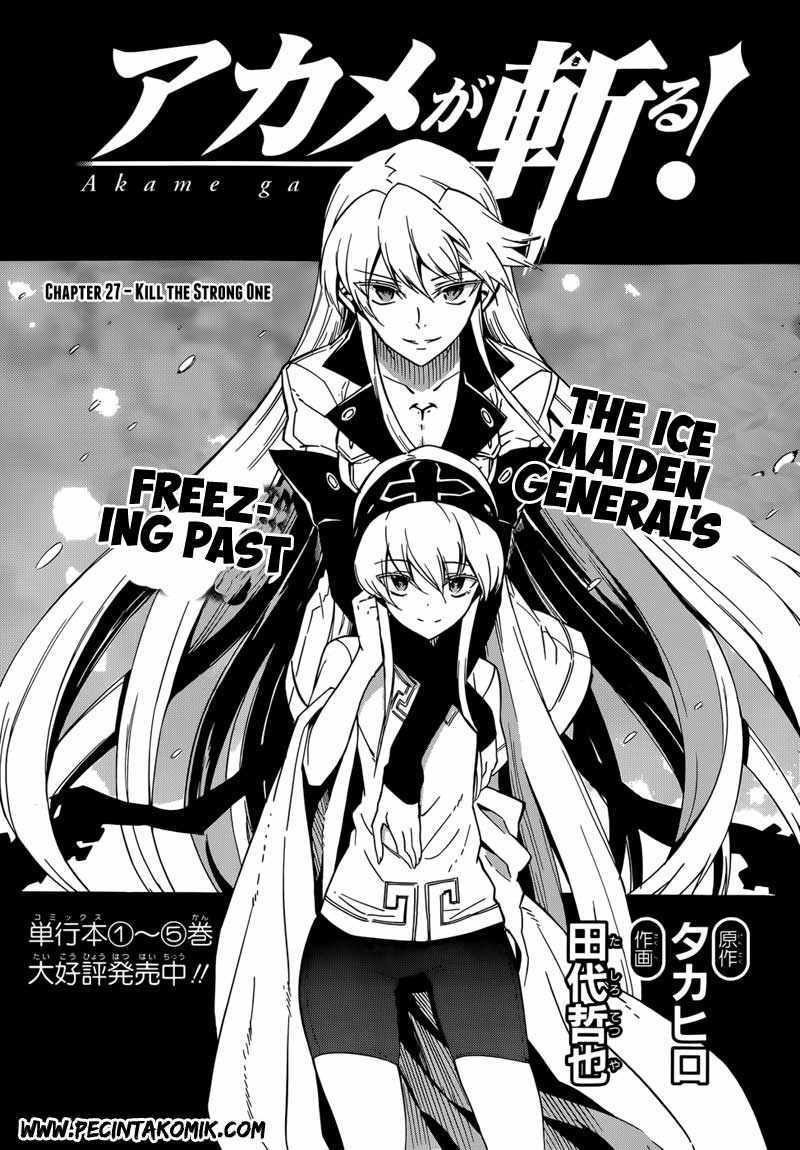 アカメが斬る!
Akame ga
CHAPTER 27 – KILL THE STRONG ONE
THE ICE
MAIDEN
GENERAL'S
FREEZ-
ING PAST
単行本①～⑤巻
大好評発売中!!
原作
タカヒロ
作画
田代哲也
WWW.PECINTAKOMIK.COM